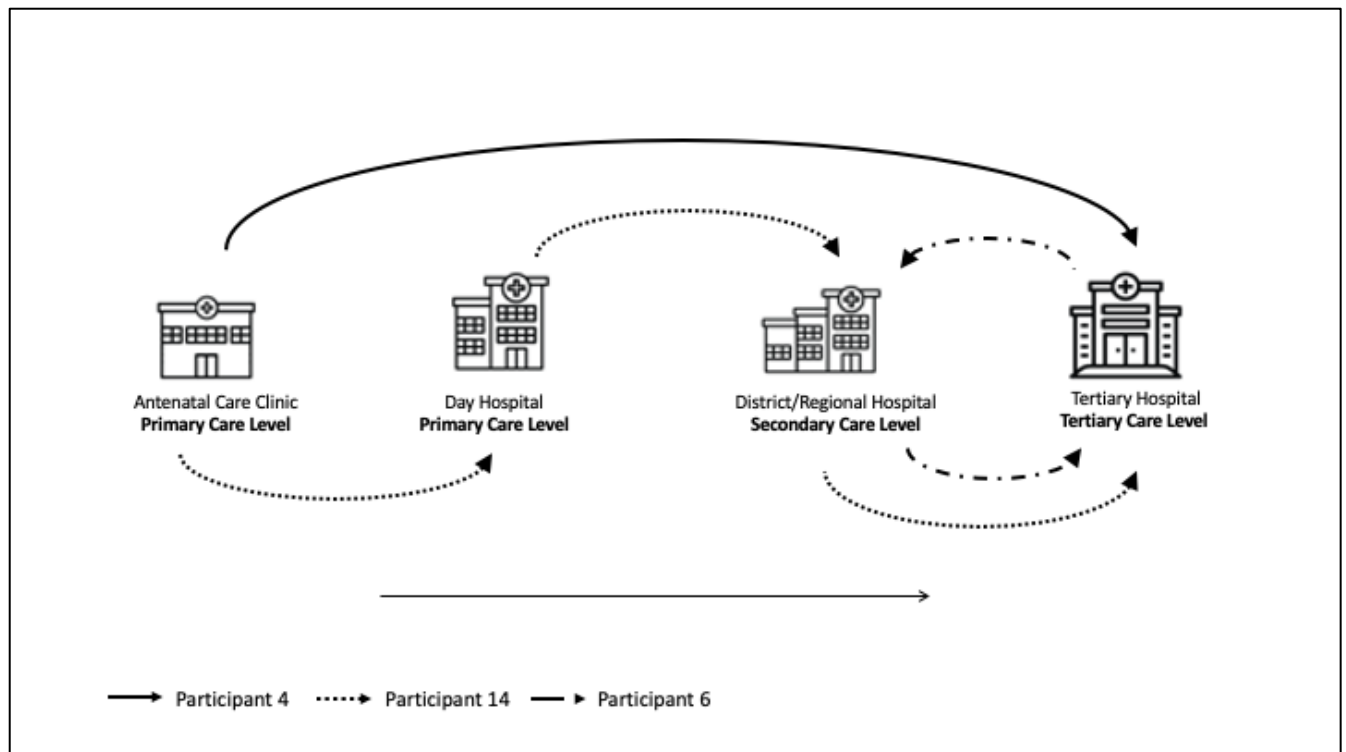 Antenatal Care Clinic
Primary Care Level
Day Hospital
Primary Care Level
District/Regional Hospital
Secondary Care Level
Tertiary Hospital
Tertiary Care Level
Participant 4
Participant 14
Participant 6